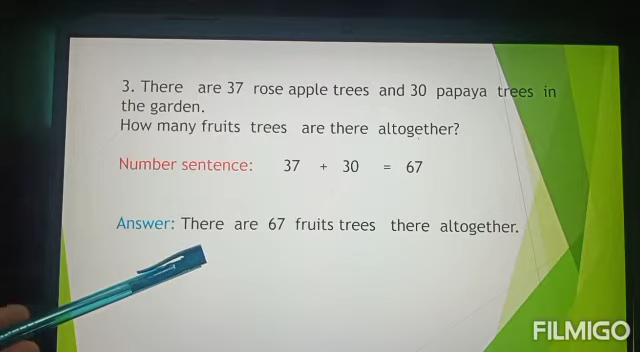 3. There are 37 rose apple trees and 30 papaya trees in
the garden.
How many fruits trees are there altogether?
Number sentence: 37 + 30 = 67
Answer: There are 67 fruits trees there altogether.
FILMIGO